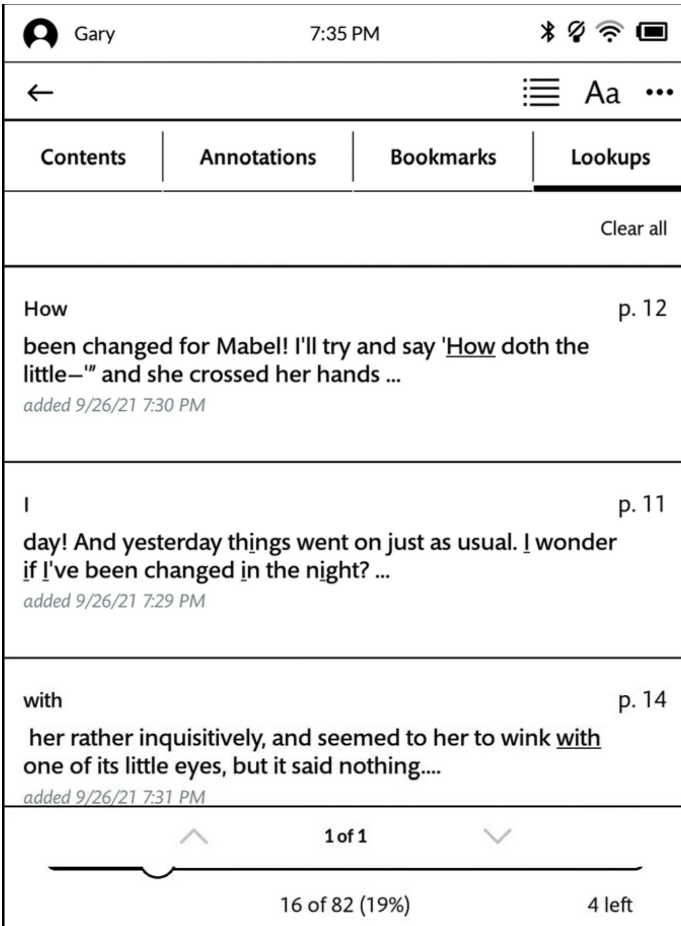 Gary 7:35 PM
Aa
Contents Annotations Bookmarks Lookups
Clear all
How p. 12
been changed for Mabel! I'll try and say 'How doth the
little—'” and she crossed her hands ...
added 9/26/21 7:30 PM
I p. 11
day! And yesterday things went on just as usual. I wonder
if I've been changed in the night? ...
added 9/26/21 7:29 PM
with p. 14
her rather inquisitively, and seemed to her to wink with
one of its little eyes, but it said nothing....
added 9/26/21 7:31 PM
1 of 1
16 of 82 (19%) 4 left